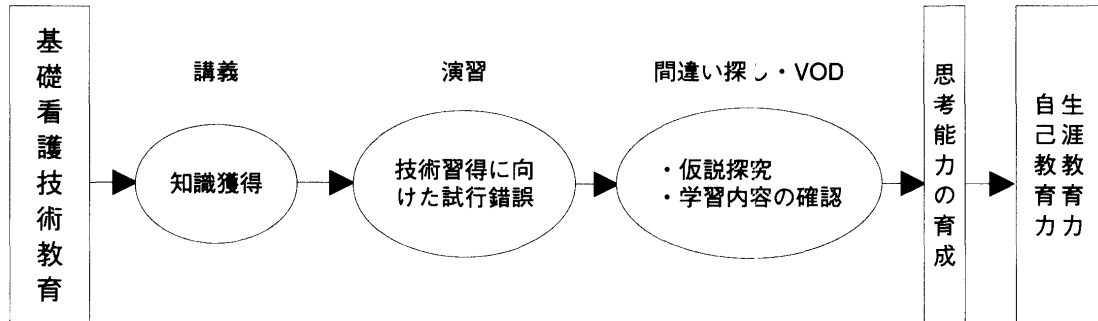 基礎看護技術教育
講義
知識獲得
演習
技術習得に向
けた試行錯誤
間違い探し・VOD
・仮説探究
・学習内容の確認
思考能力の育成
生涯教育力
自己教育力